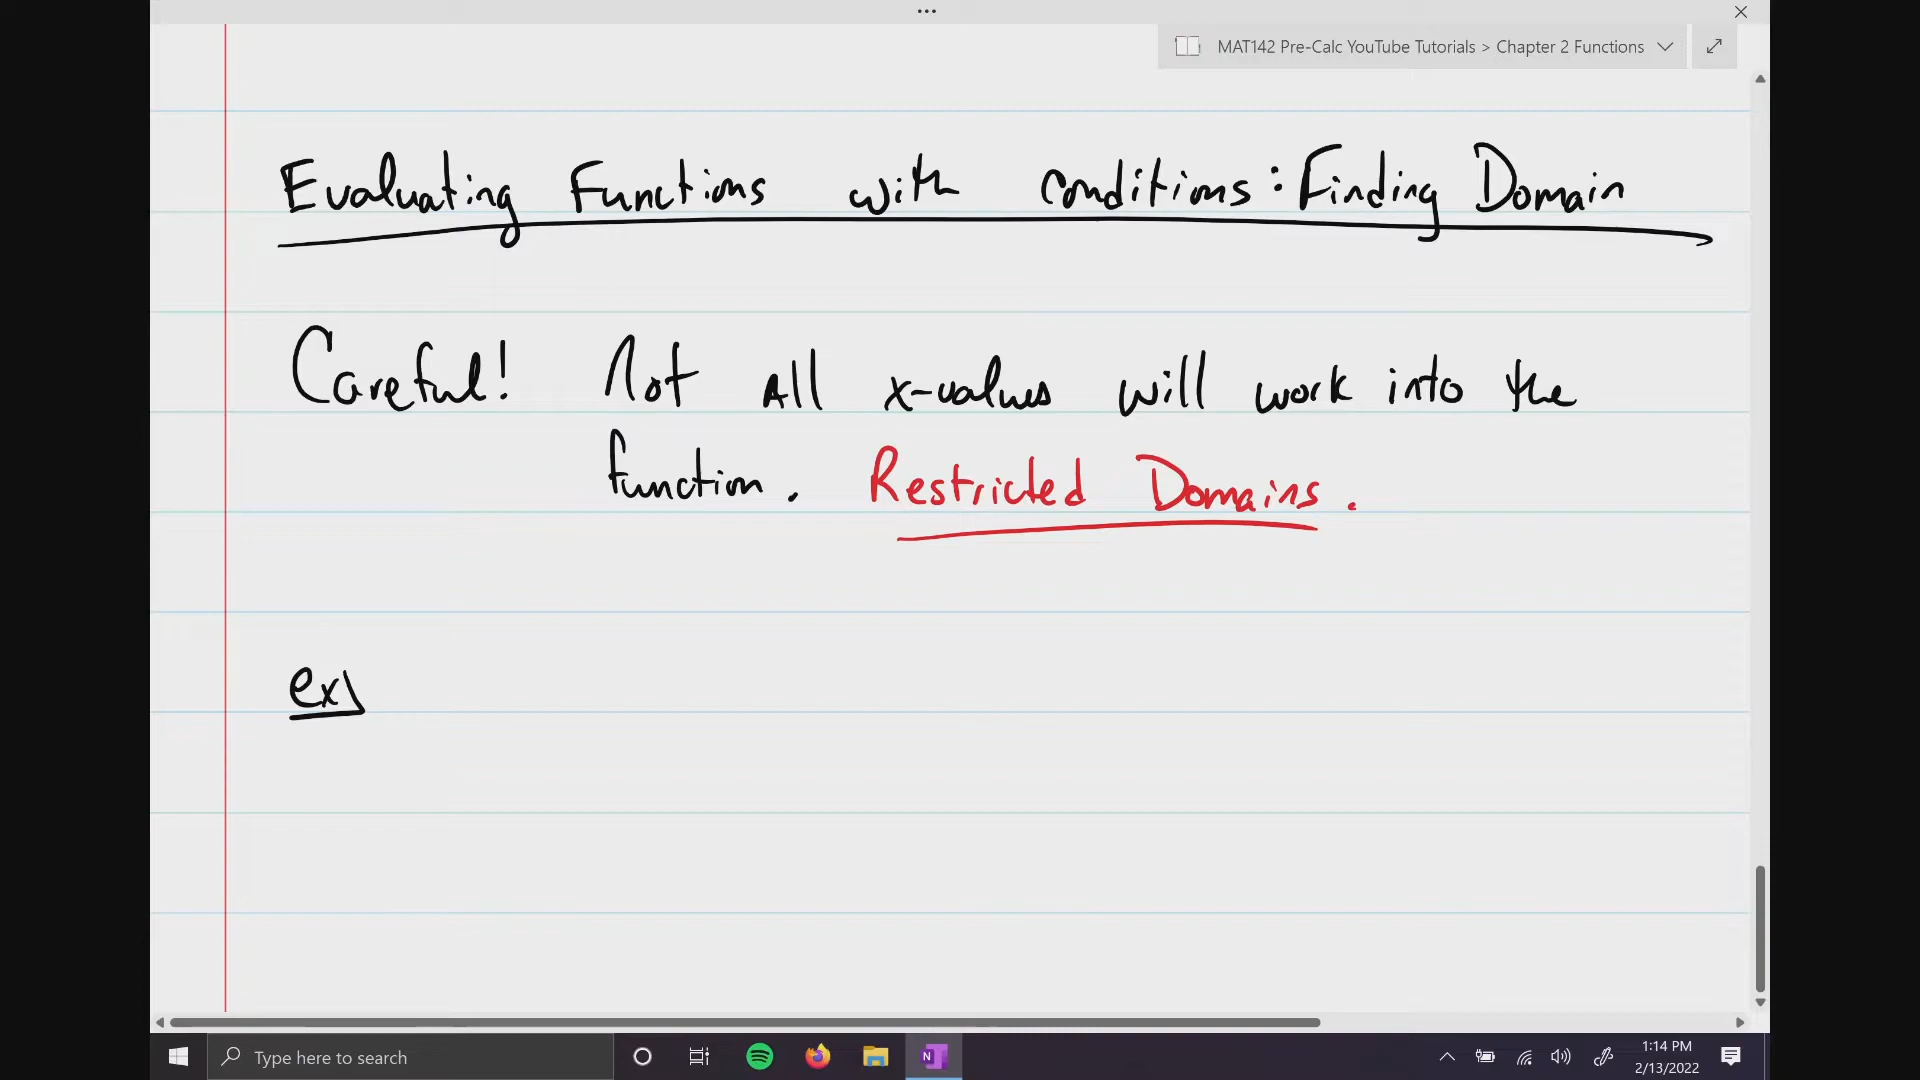 ...
MAT142 Pre-Calc YouTube Tutorials > Chapter 2 Functions
Evaluating Functions with conditions: Finding Domain
Careful! Not All x-values will work into the
function. Restricted Domains.
ex)
Type here to search
N
1:14 PM
2/13/2022